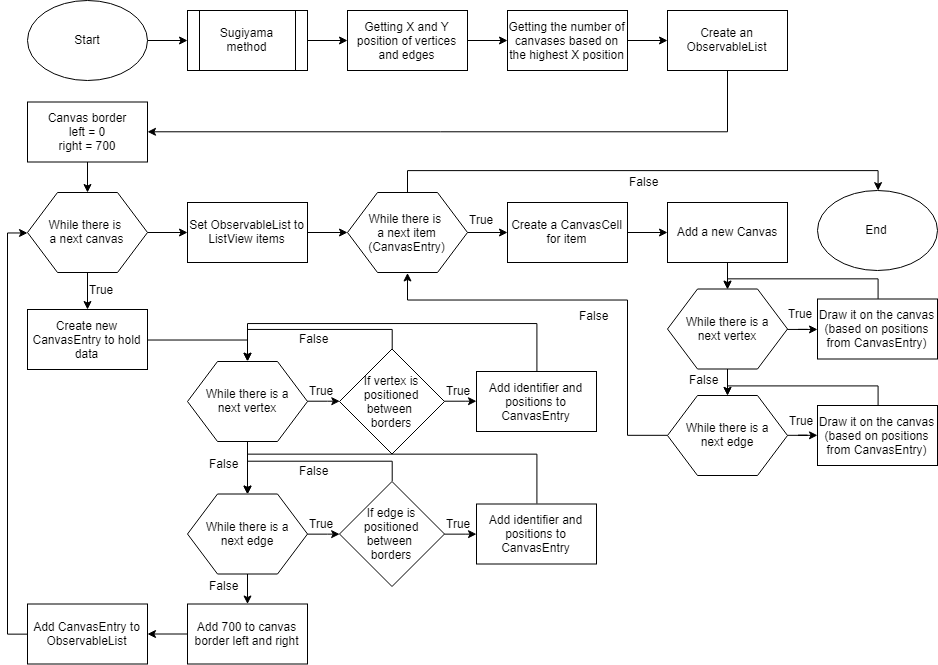 Start
Sugiyama
method
Getting X and Y
position of vertices
and edges
Getting the number of
canvases based on
the highest X position
Create an
ObservableList
Canvas border
left = 0
right = 700
While there is
a next canvas
Set ObservableList to
ListView items
While there is
a next item
(CanvasEntry)
True
Create a CanvasCell
for item
Add a new Canvas
False
End
True
Create new
CanvasEntry to hold
data
False
While there is a
next vertex
True
Draw it on the canvas
(based on positions
from CanvasEntry)
False
While there is a
next vertex
True
If vertex is
positioned
between
borders
True
Add identifier and
positions to
CanvasEntry
False
While there is a
next edge
True
Draw it on the canvas
(based on positions
from CanvasEntry)
False
False
While there is a
next edge
True
If edge is
positioned
between
borders
True
Add identifier and
positions to
CanvasEntry
False
Add CanvasEntry to
ObservableList
Add 700 to canvas
border left and right